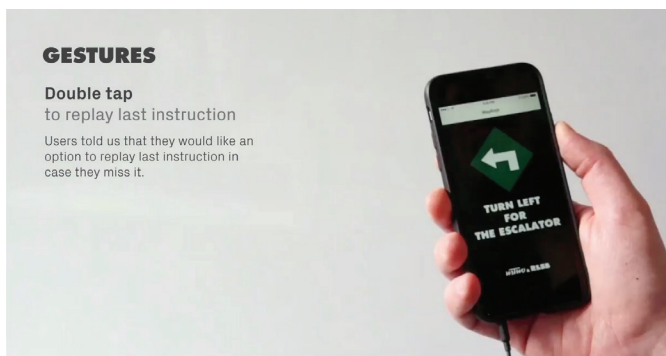 GESTURES
Double tap
to replay last instruction
Users told us that they would like an
option to replay last instruction in
case they miss it.
TURN LEFT
FOR
THE ESCALATOR